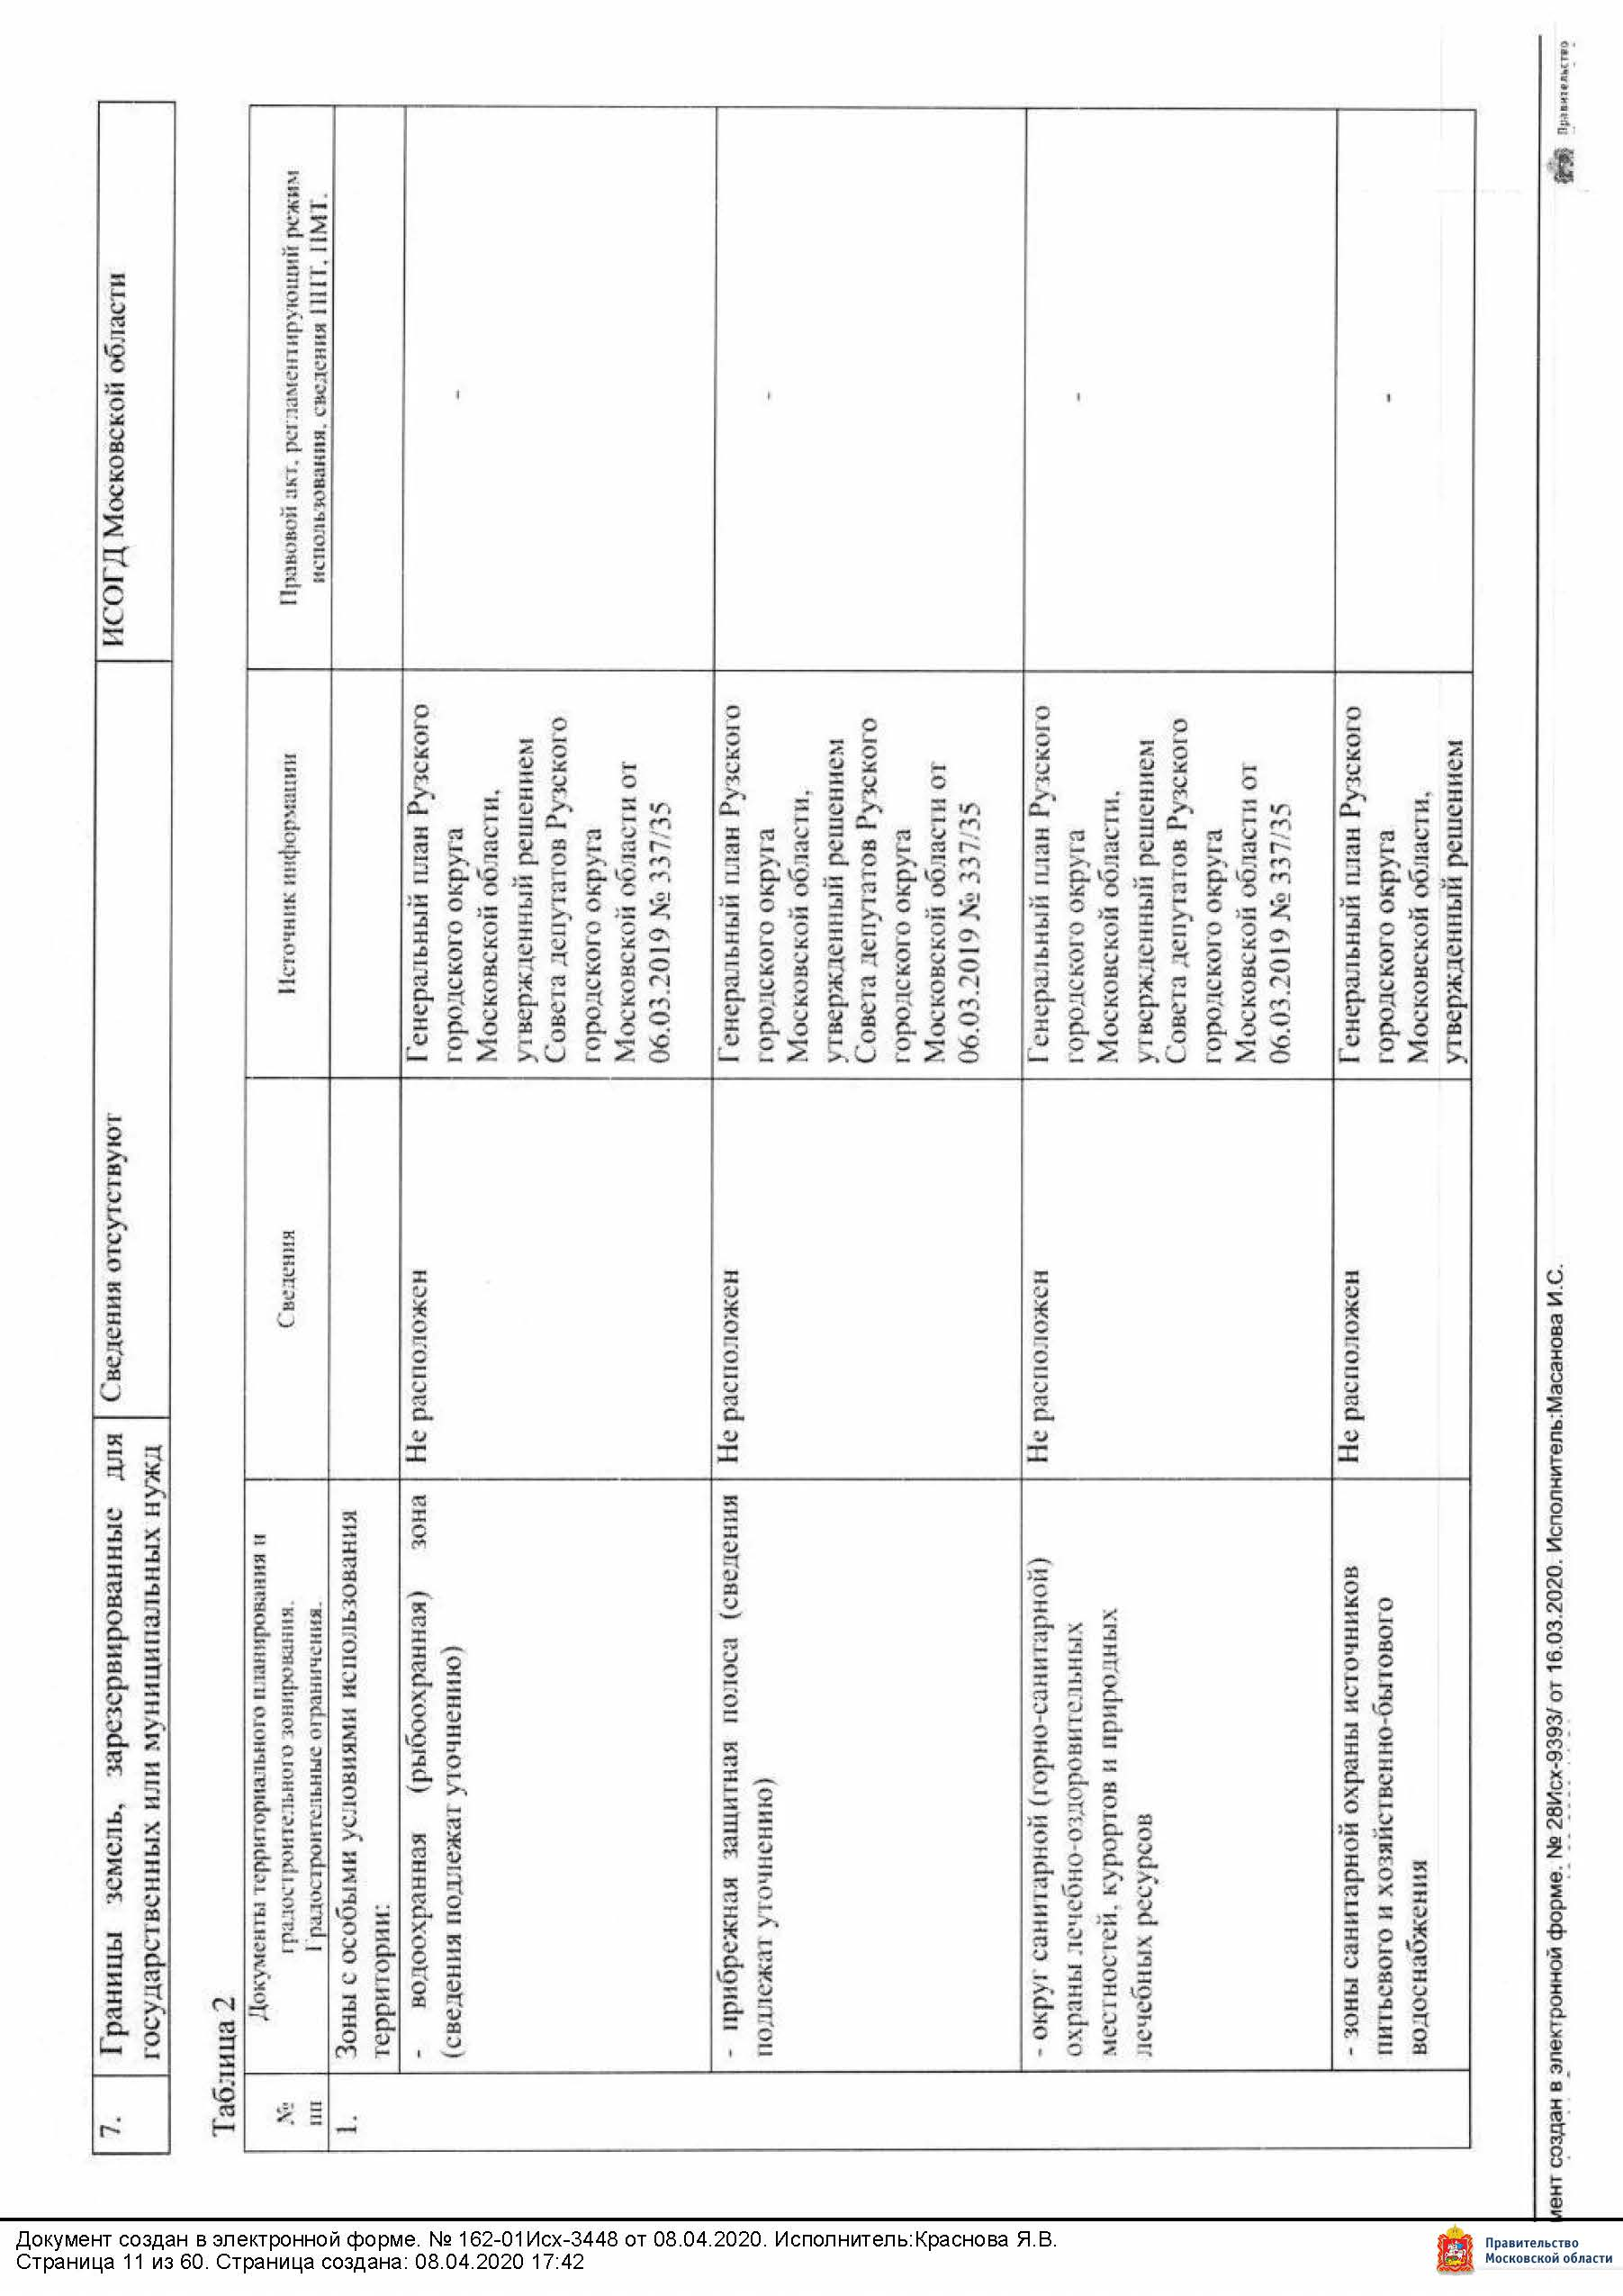 7.
Границы земель, зарезервированные для
государственных или муниципальных нужд
Сведения отсутствуют
ИСОГД Московской области
Таблица 2
№
пп
Документы территориального планирования и
градостроительного зонирования.
Градостроительные ограничения.
Сведения
Источник информации
Правовой акт, регламентирующий режим
использования, сведения ППТ, ПМТ.
1.
Зоны с особыми условиями использования
территории:
- водоохранная (рыбоохранная) зона
(сведения подлежат уточнению)
Не расположен
Генеральный план Рузского
городского округа
Московской области,
утвержденный решением
Совета депутатов Рузского
городского округа
Московской области от
06.03.2019 № 337/35
-
- прибрежная защитная полоса (сведения
подлежат уточнению)
Не расположен
Генеральный план Рузского
городского округа
Московской области,
утвержденный решением
Совета депутатов Рузского
городского округа
Московской области от
06.03.2019 № 337/35
-
- округ санитарной (горно-санитарной)
охраны лечебно-оздоровительных
местностей, курортов и природных
лечебных ресурсов
Не расположен
Генеральный план Рузского
городского округа
Московской области,
утвержденный решением
Совета депутатов Рузского
городского округа
Московской области от
06.03.2019 № 337/35
-
- зоны санитарной охраны источников
питьевого и хозяйственно-бытового
водоснабжения
Не расположен
Генеральный план Рузского
городского округа
Московской области,
утвержденный решением
-
мент создан в электронной форме. № 28Исх-9393/ от 16.03.2020. Исполнитель:Масанова И.С.
Правительство
Документ создан в электронной форме. № 162-01Исх-3448 от 08.04.2020. Исполнитель:Краснова Я.В.
Страница 11 из 60. Страница создана: 08.04.2020 17:42
Правительство
Московской области